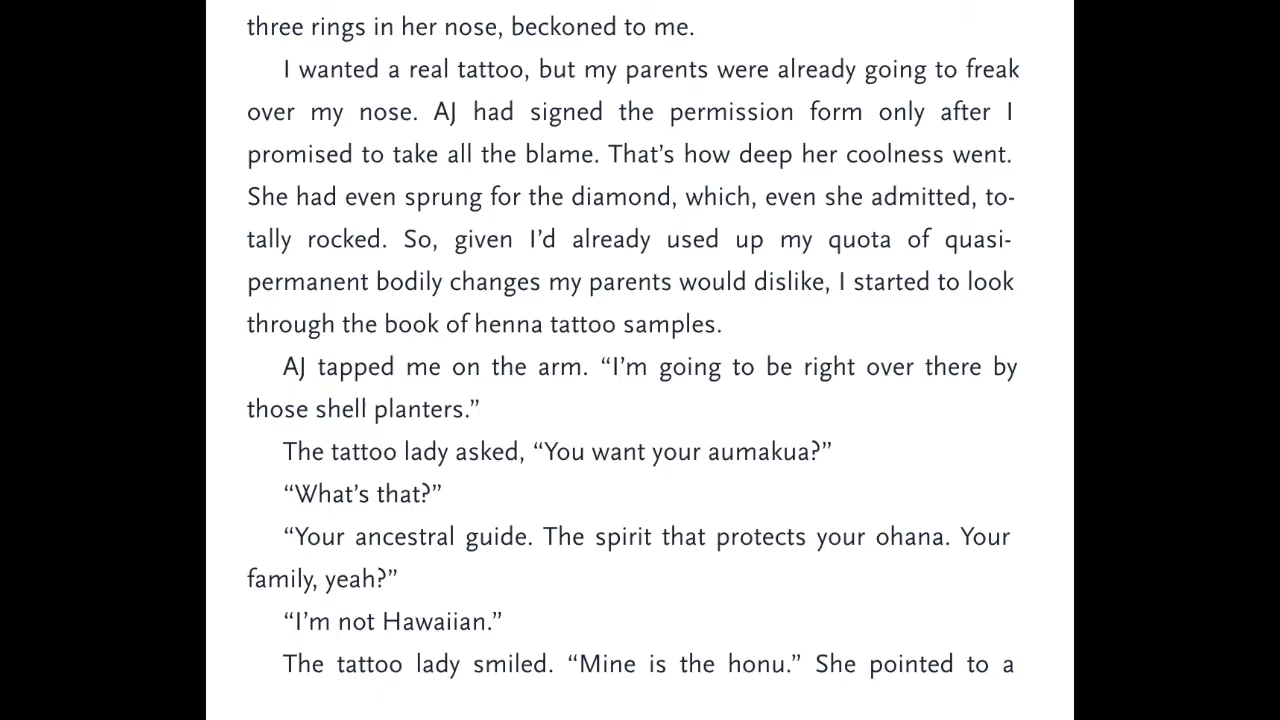 three rings in her nose, beckoned to me.
I wanted a real tattoo, but my parents were already going to freak
over my nose. AJ had signed the permission form only after I
promised to take all the blame. That’s how deep her coolness went.
She had even sprung for the diamond, which, even she admitted, to-
tally rocked. So, given I’d already used up my quota of quasi-
permanent bodily changes my parents would dislike, I started to look
through the book of henna tattoo samples.
AJ tapped me on the arm. “I’m going to be right over there by
those shell planters.”
The tattoo lady asked, “You want your aumakua?”
“What’s that?”
“Your ancestral guide. The spirit that protects your ohana. Your
family, yeah?”
“I’m not Hawaiian.”
The tattoo lady smiled. “Mine is the honu.” She pointed to a